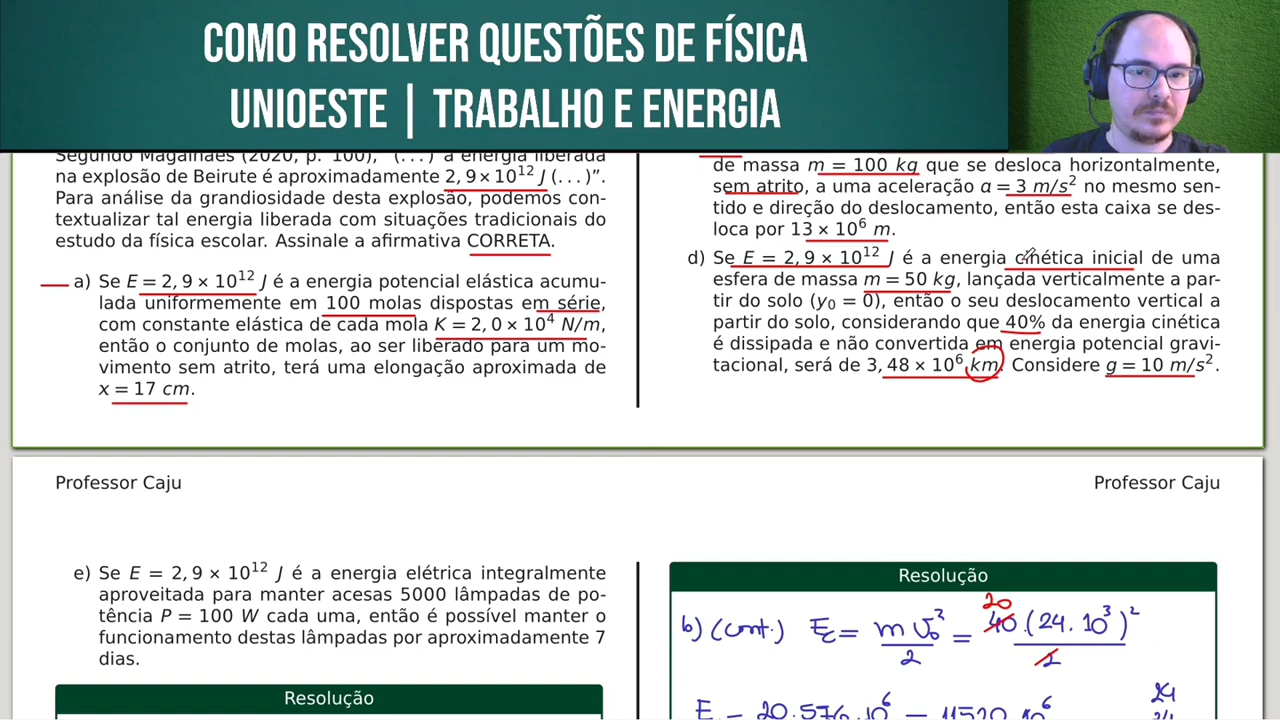 COMO RESOLVER QUESTÕES DE FÍSICA
UNIOESTE | TRABALHO E ENERGIA
Segundo Magalhães (2020, p. 100), "(...) a energia liberada
na explosão de Beirute é aproximadamente 2,9×10¹² J (...)”.
Para análise da grandiosidade desta explosão, podemos con-
textualizar tal energia liberada com situações tradicionais do
estudo da física escolar. Assinale a afirmativa CORRETA.
a) Se E = 2,9 × 10¹² J é a energia potencial elástica acumu-
lada uniformemente em 100 molas dispostas em série,
com constante elástica de cada mola K = 2,0×10⁴ N/m,
então o conjunto de molas, ao ser liberado para um mo-
vimento sem atrito, terá uma elongação aproximada de
x = 17 cm.
de massa m = 100 kg que se desloca horizontalmente,
sem atrito, a uma aceleração a = 3 m/s² no mesmo sen-
tido e direção do deslocamento, então esta caixa se des-
loca por 13 × 10⁶ m.
d) Se E = 2,9 × 10¹² J é a energia cinética inicial de uma
esfera de massa m = 50 kg, lançada verticalmente a par-
tir do solo (y₀ = 0), então o seu deslocamento vertical a
partir do solo, considerando que 40% da energia cinética
é dissipada e não convertida em energia potencial gravi-
tacional, será de 3,48 × 10⁶ km. Considere g = 10 m/s².
Professor Caju
Professor Caju
e) Se E = 2,9 × 10¹² J é a energia elétrica integralmente
aproveitada para manter acesas 5000 lâmpadas de po-
tência P = 100 W cada uma, então é possível manter o
funcionamento destas lâmpadas por aproximadamente 7
dias.
Resolução
Resolução
20
b) (cont.) Ec = m v₀² / 2 = 40.(24.10³)² / 2
24
E = 20.576.10⁶ = 11520.10⁶